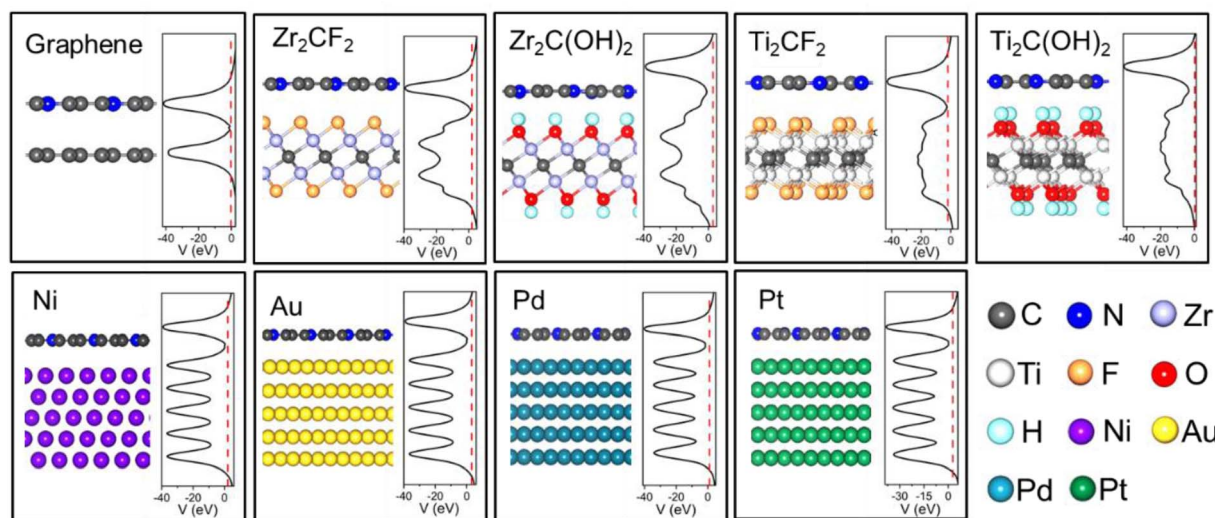 Graphene
-40 -20 0
V (eV)
Zr₂CF₂
-40 -20 0
V (eV)
Zr₂C(OH)₂
-40 -20 0
V (eV)
Ti₂CF₂
-40 -20 0
V (eV)
Ti₂C(OH)₂
-40 -20 0
V (eV)
Ni
-40 -20 0
V (eV)
Au
-40 -20 0
V (eV)
Pd
-40 -20 0
V (eV)
Pt
-30 -15 0
V (eV)
C N Zr
Ti F O
H Ni Au
Pd Pt